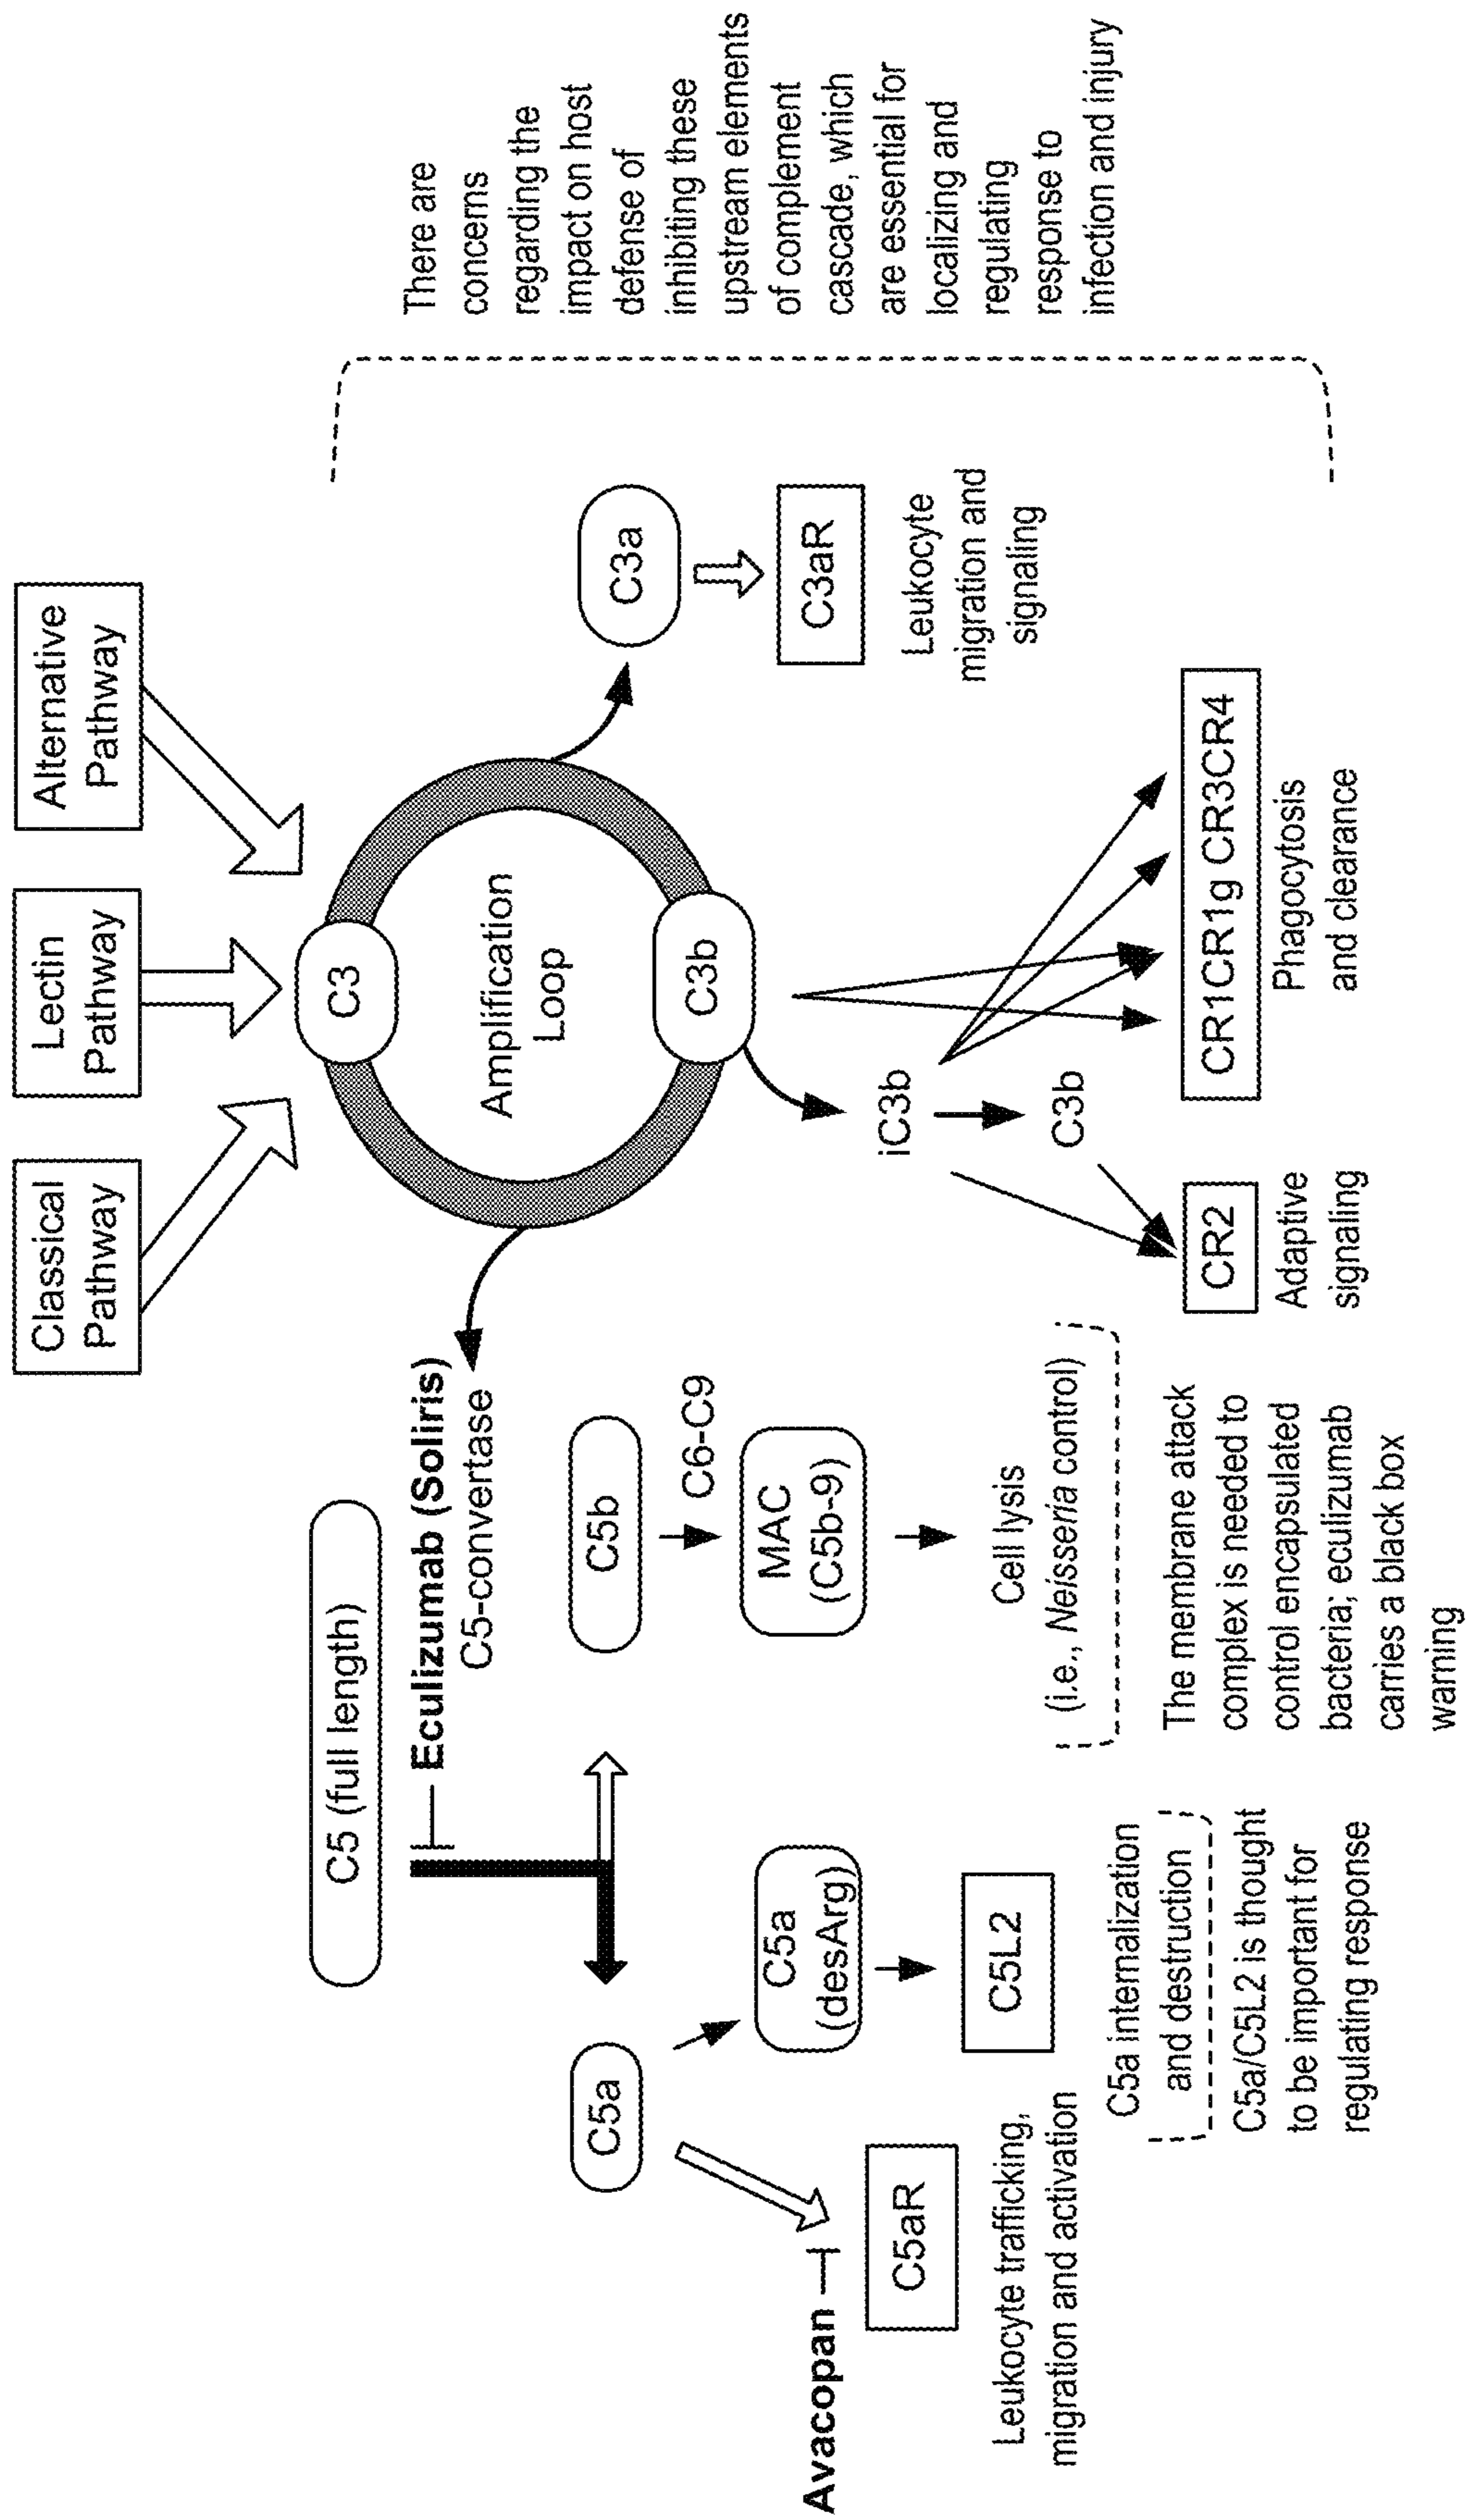 Classical
Pathway
Lectin
Pathway
Alternative
Pathway
C5 (full length)
Eculizumab (Soliris)
C5-convertase
C3
Amplification
Loop
C3b
C3a
C3aR
Leukocyte
migration and
signaling
There are
concerns
regarding the
impact on host
defense of
inhibiting these
upstream elements
of complement
cascade, which
are essential for
localizing and
regulating
response to
infection and injury
C5a
C5b
C6-C9
MAC
(C5b-9)
Cell lysis
(i.e., Neisseria control)
The membrane attack
complex is needed to
control encapsulated
bacteria; eculizumab
carries a black box
warning
C5a
(desArg)
C5L2
C5a internalization
and destruction
C5a/C5L2 is thought
to be important for
regulating response
Avacopan
C5aR
Leukocyte trafficking,
migration and activation
iC3b
C3b
CR2
Adaptive
signaling
CR1CR1g CR3CR4
Phagocytosis
and clearance